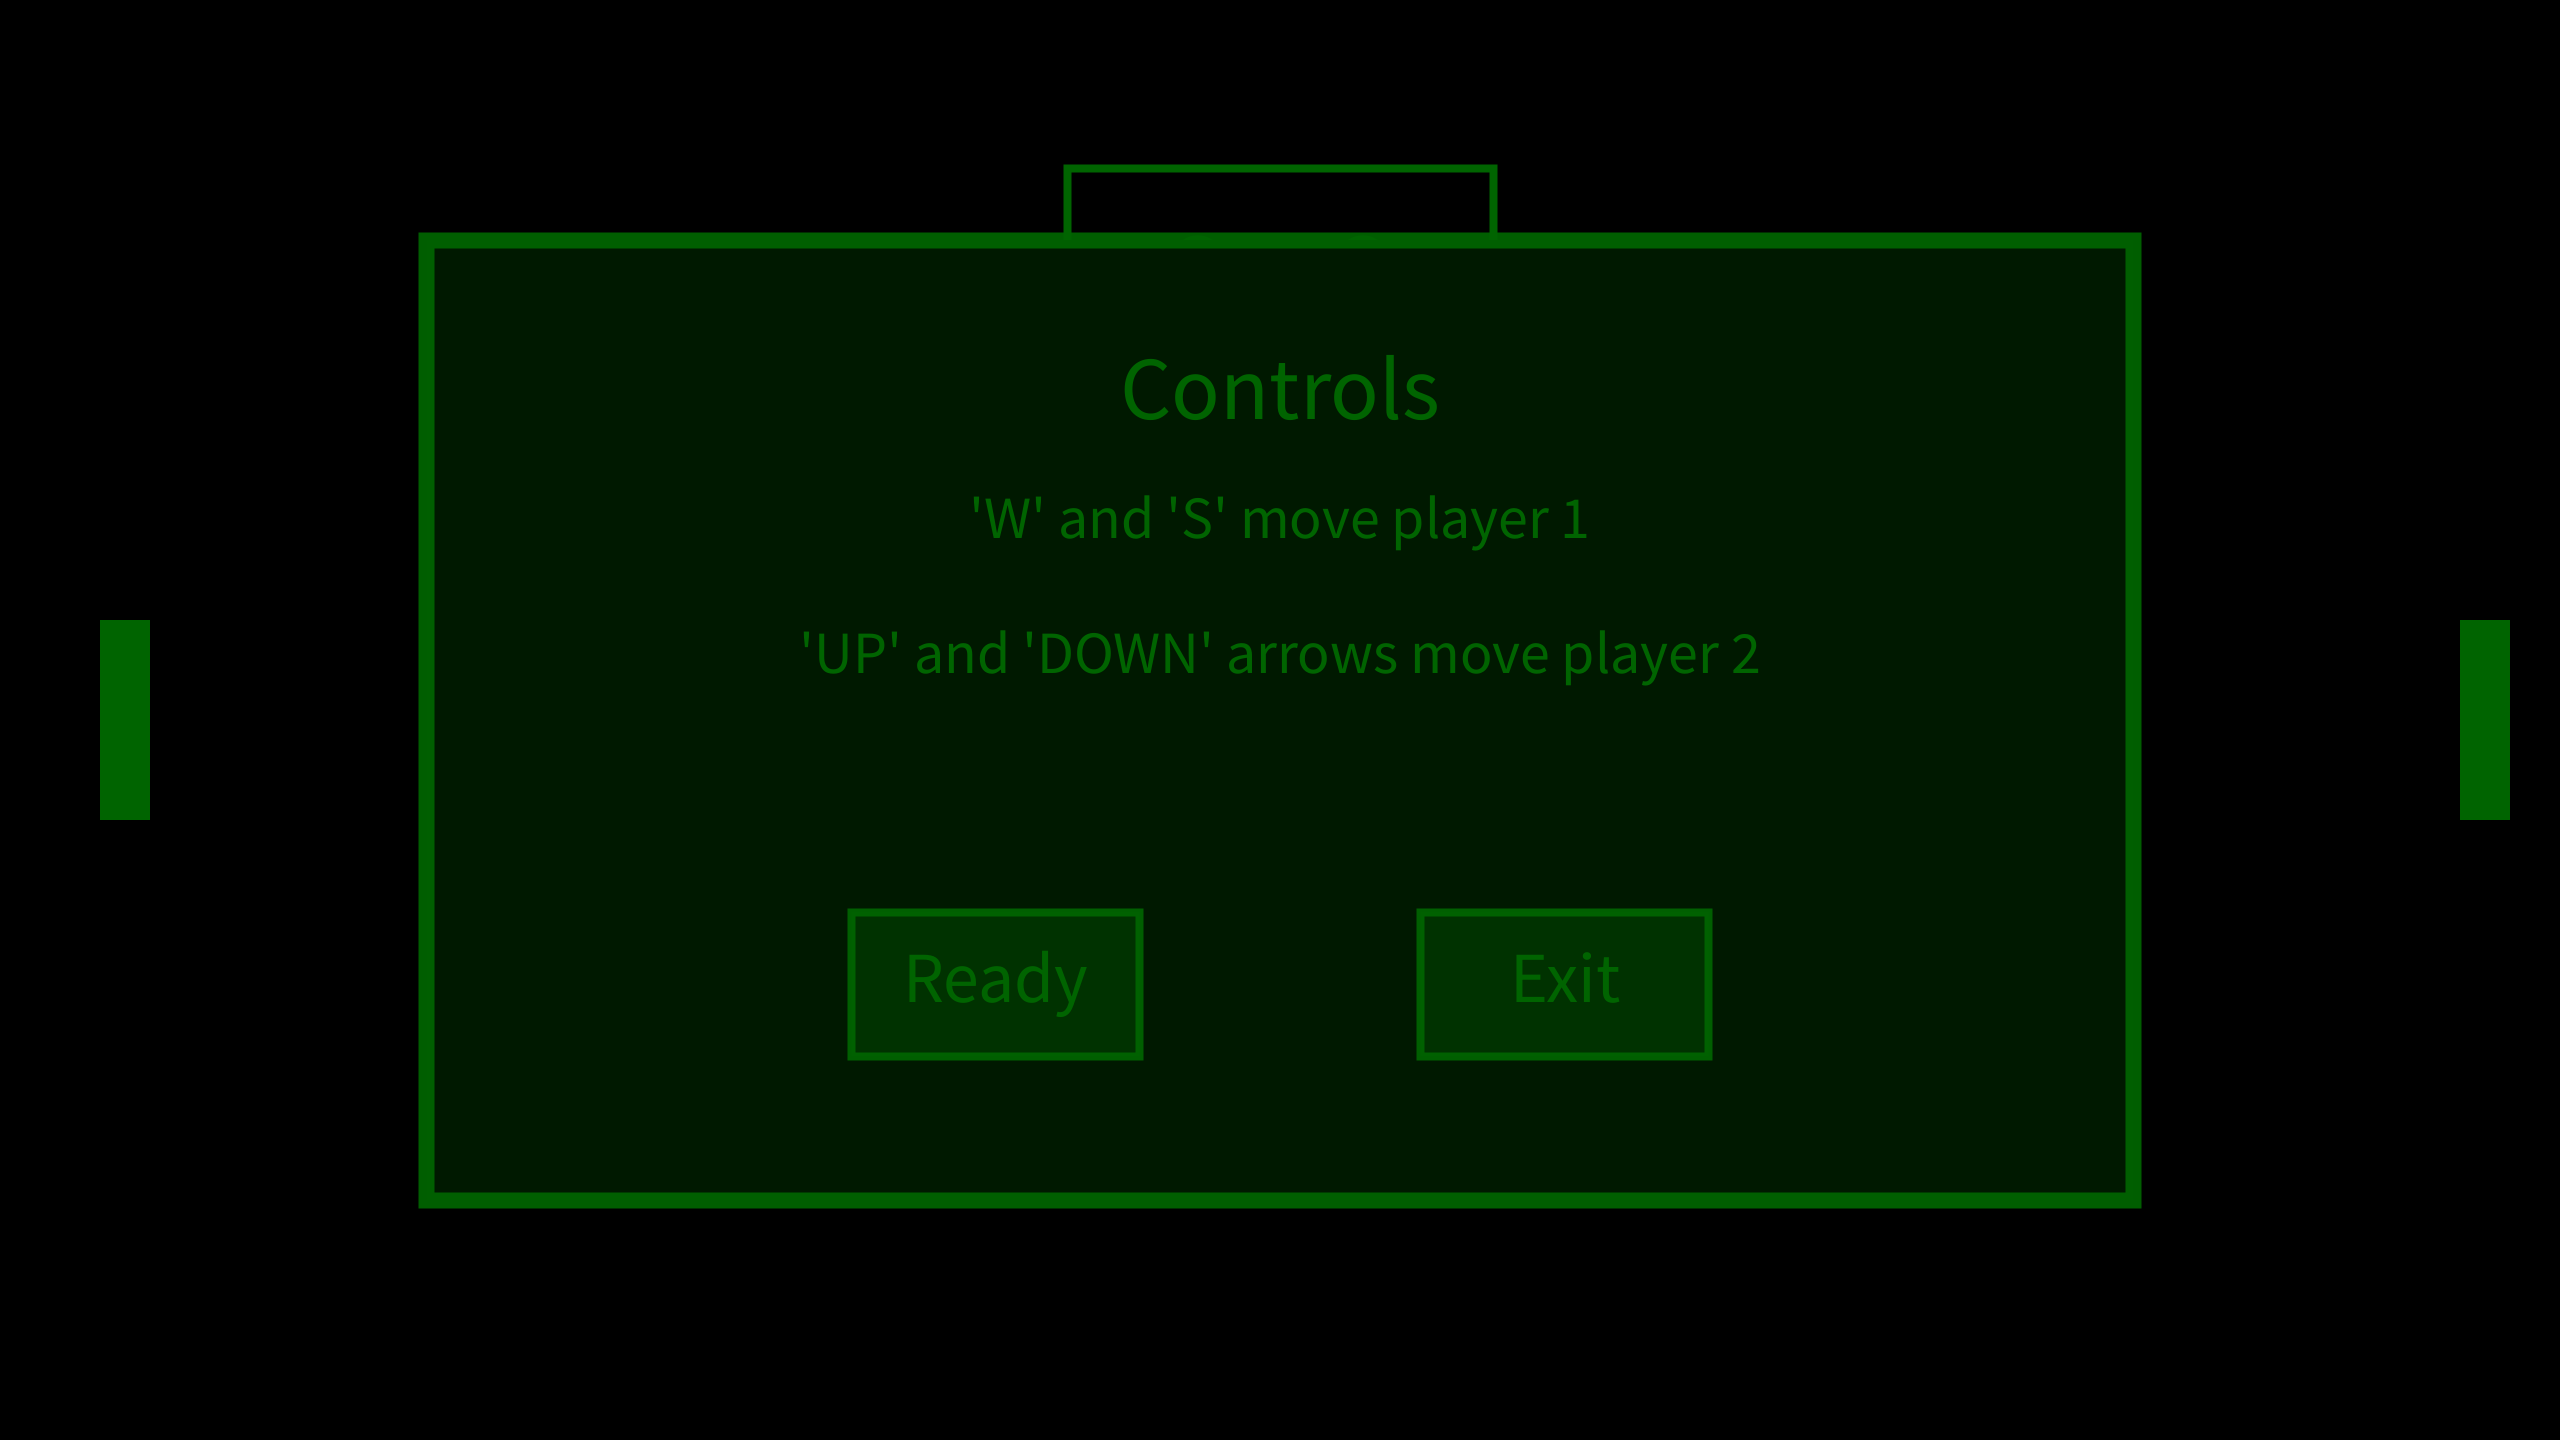 Controls
'W' and 'S' move player 1
'UP' and 'DOWN' arrows move player 2
Ready
Exit